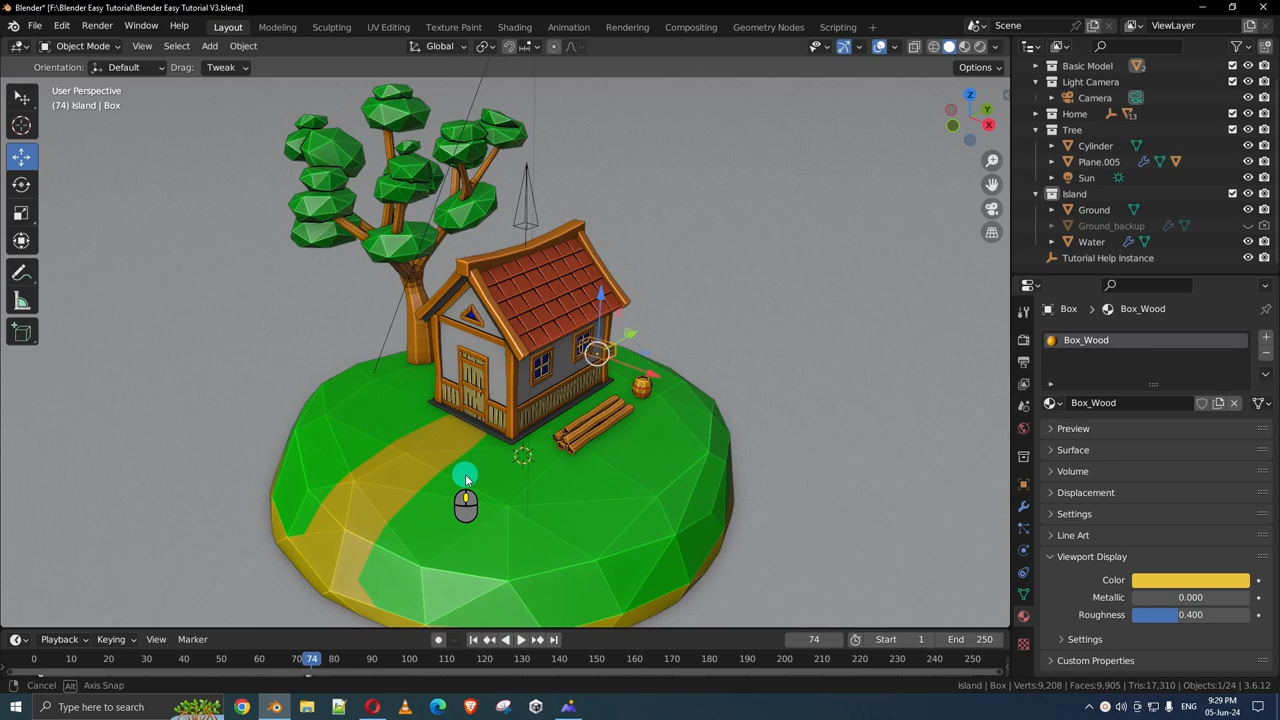 Blender* [F:\Blender Easy Tutorial\Blender Easy Tutorial V3.blend]
File Edit Render Window Help Layout Modeling Sculpting UV Editing Texture Paint Shading Animation Rendering Compositing Geometry Nodes Scripting + Scene ViewLayer
Object Mode View Select Add Object Global
Orientation: Default Drag: Tweak Options
User Perspective
(74) Island | Box
Z
Y
X
Basic Model 2
Light Camera
Camera
Home 13
Tree
Cylinder
Plane.005
Sun
Island
Ground
Ground_backup
Water
Tutorial Help Instance
Box > Box_Wood
Box_Wood
Box_Wood
Preview
Surface
Volume
Displacement
Settings
Line Art
Viewport Display
Color
Metallic 0.000
Roughness 0.400
Settings
Custom Properties
Playback Keying View Marker 74 Start 1 End 250
0 10 20 30 40 50 60 70 74 80 90 100 110 120 130 140 150 160 170 180 190 200 210 220 230 240 250
Cancel Alt Axis Snap Island | Box | Verts:9,208 | Faces:9,905 | Tris:17,310 | Objects:1/24 | 3.6.12
Type here to search ENG 9:29 PM
05-Jun-24